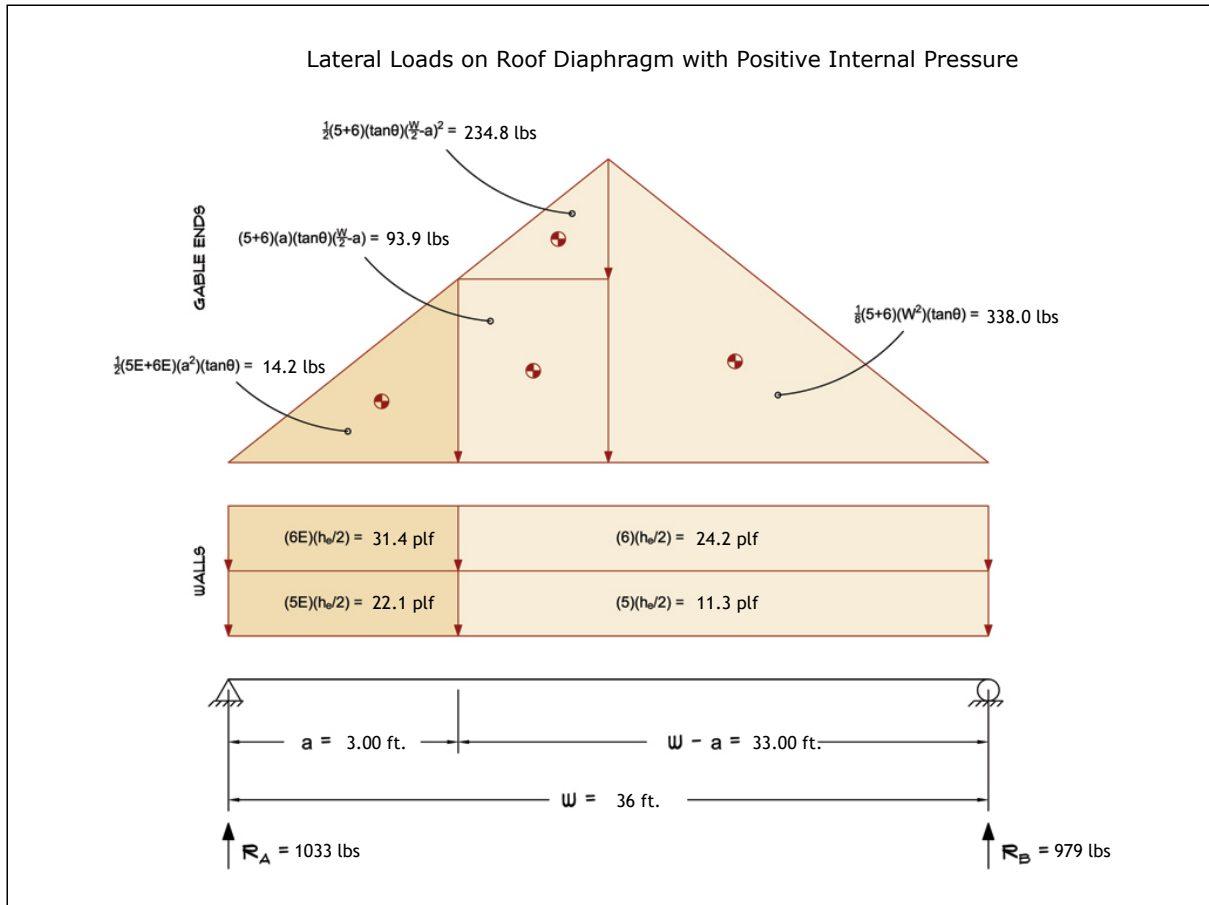 Lateral Loads on Roof Diaphragm with Positive Internal Pressure
½(5+6)(tanθ)(W/2-a)² = 234.8 lbs
GABLE ENDS
(5+6)(a)(tanθ)(W/2-a) = 93.9 lbs
⅛(5+6)(W²)(tanθ) = 338.0 lbs
½(5E+6E)(a²)(tanθ) = 14.2 lbs
WALLS
(6E)(hₑ/2) = 31.4 plf
(6)(hₑ/2) = 24.2 plf
(5E)(hₑ/2) = 22.1 plf
(5)(hₑ/2) = 11.3 plf
a = 3.00 ft.
W - a = 33.00 ft.
W = 36 ft.
R_A = 1033 lbs
R_B = 979 lbs